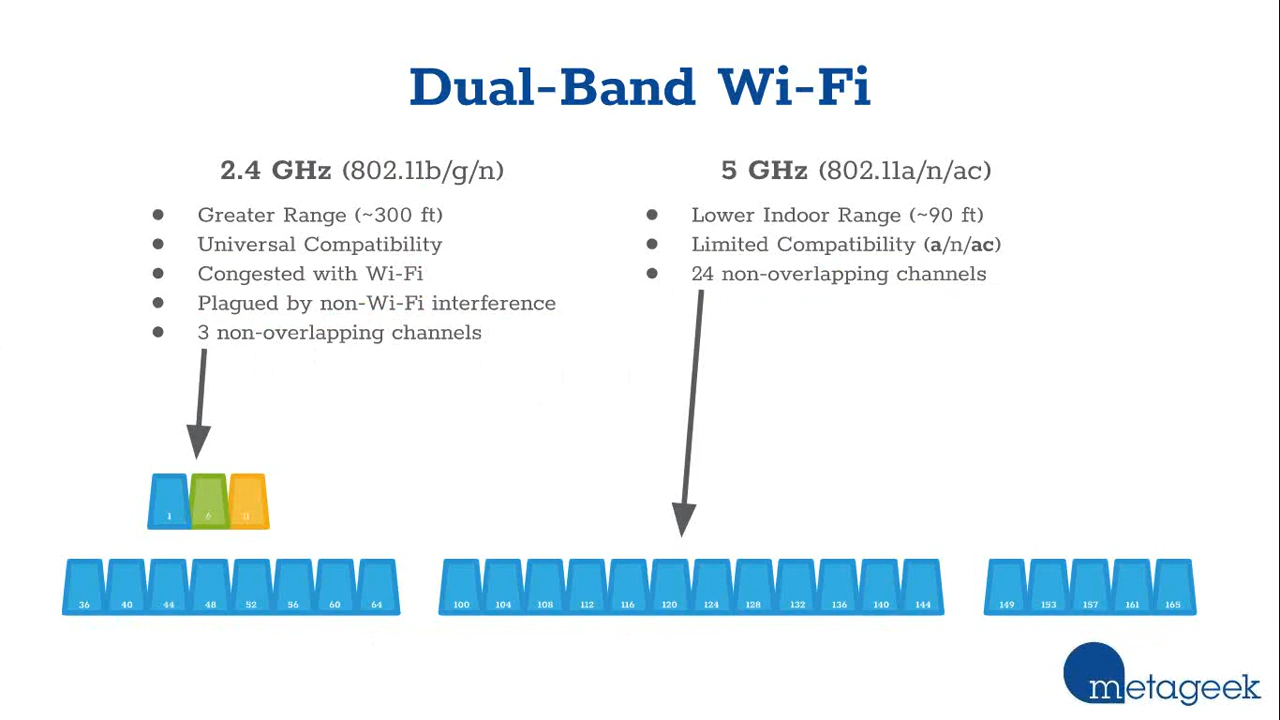 Dual-Band Wi-Fi
2.4 GHz (802.11b/g/n)
● Greater Range (~300 ft)
● Universal Compatibility
● Congested with Wi-Fi
● Plagued by non-Wi-Fi interference
● 3 non-overlapping channels
5 GHz (802.11a/n/ac)
● Lower Indoor Range (~90 ft)
● Limited Compatibility (a/n/ac)
● 24 non-overlapping channels
1 6 11
36 40 44 48 52 56 60 64 100 104 108 112 116 120 124 128 132 136 140 144 149 153 157 161 165
metageek